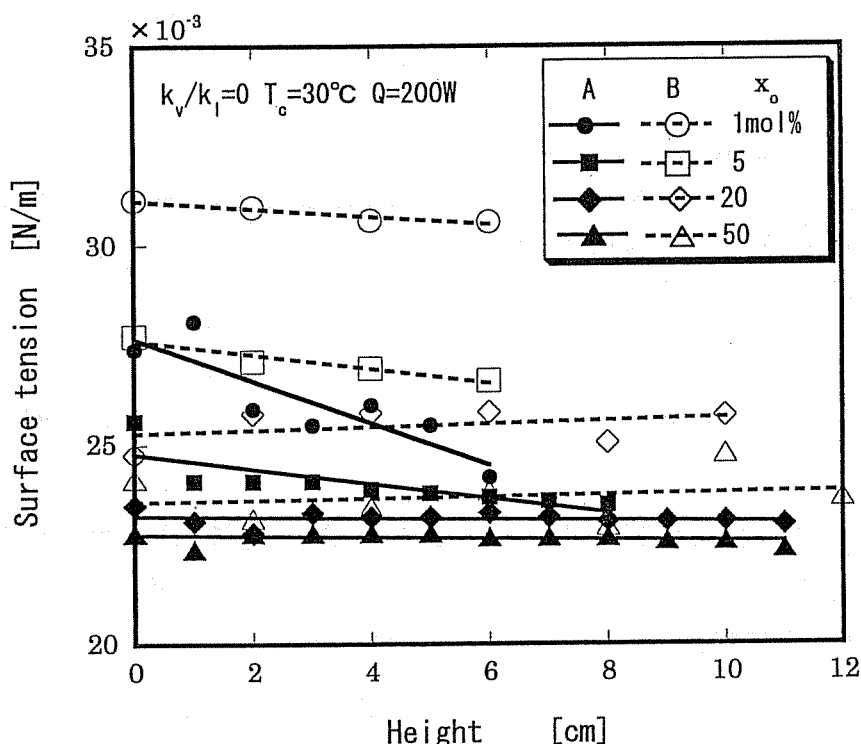 × 10⁻³
35
30
25
20
Surface tension [N/m]
k_v/k_l=0 T_c=30℃ Q=200W
A B x_o
1mol%
5
20
50
0 2 4 6 8 10 12
Height [cm]